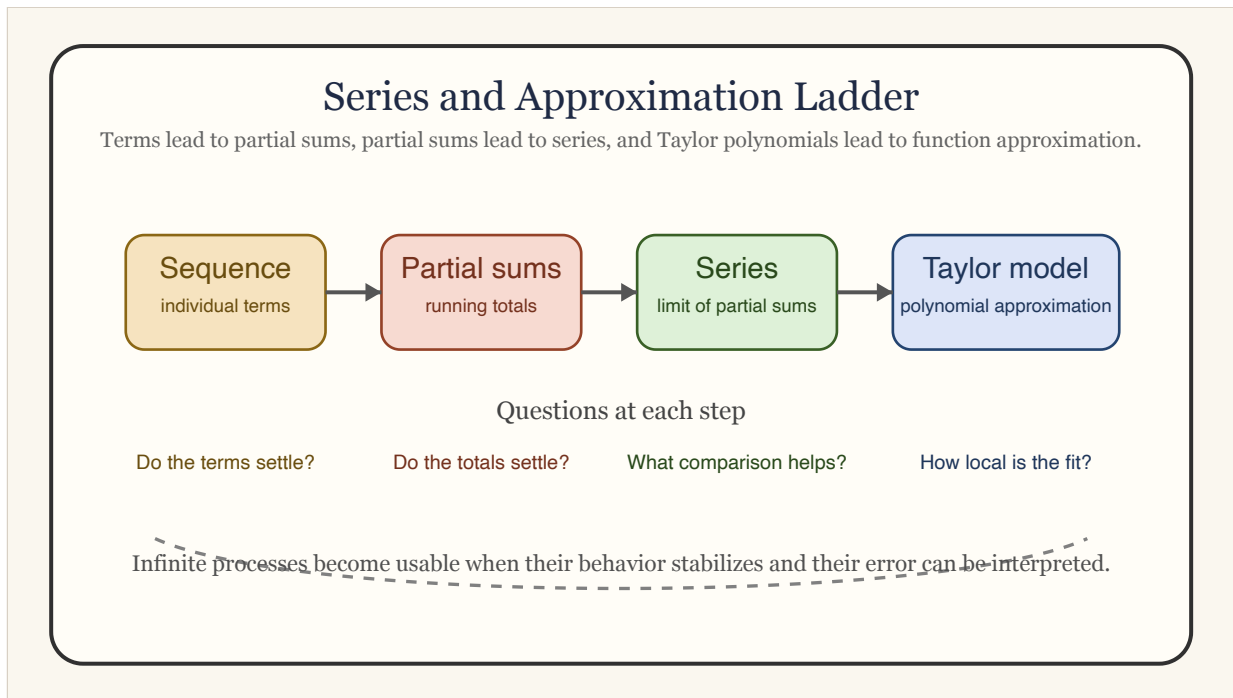 Series and Approximation Ladder
Terms lead to partial sums, partial sums lead to series, and Taylor polynomials lead to function approximation.
Sequence
individual terms
Partial sums
running totals
Series
limit of partial sums
Taylor model
polynomial approximation
Questions at each step
Do the terms settle?
Do the totals settle?
What comparison helps?
How local is the fit?
Infinite processes become usable when their behavior stabilizes and their error can be interpreted.